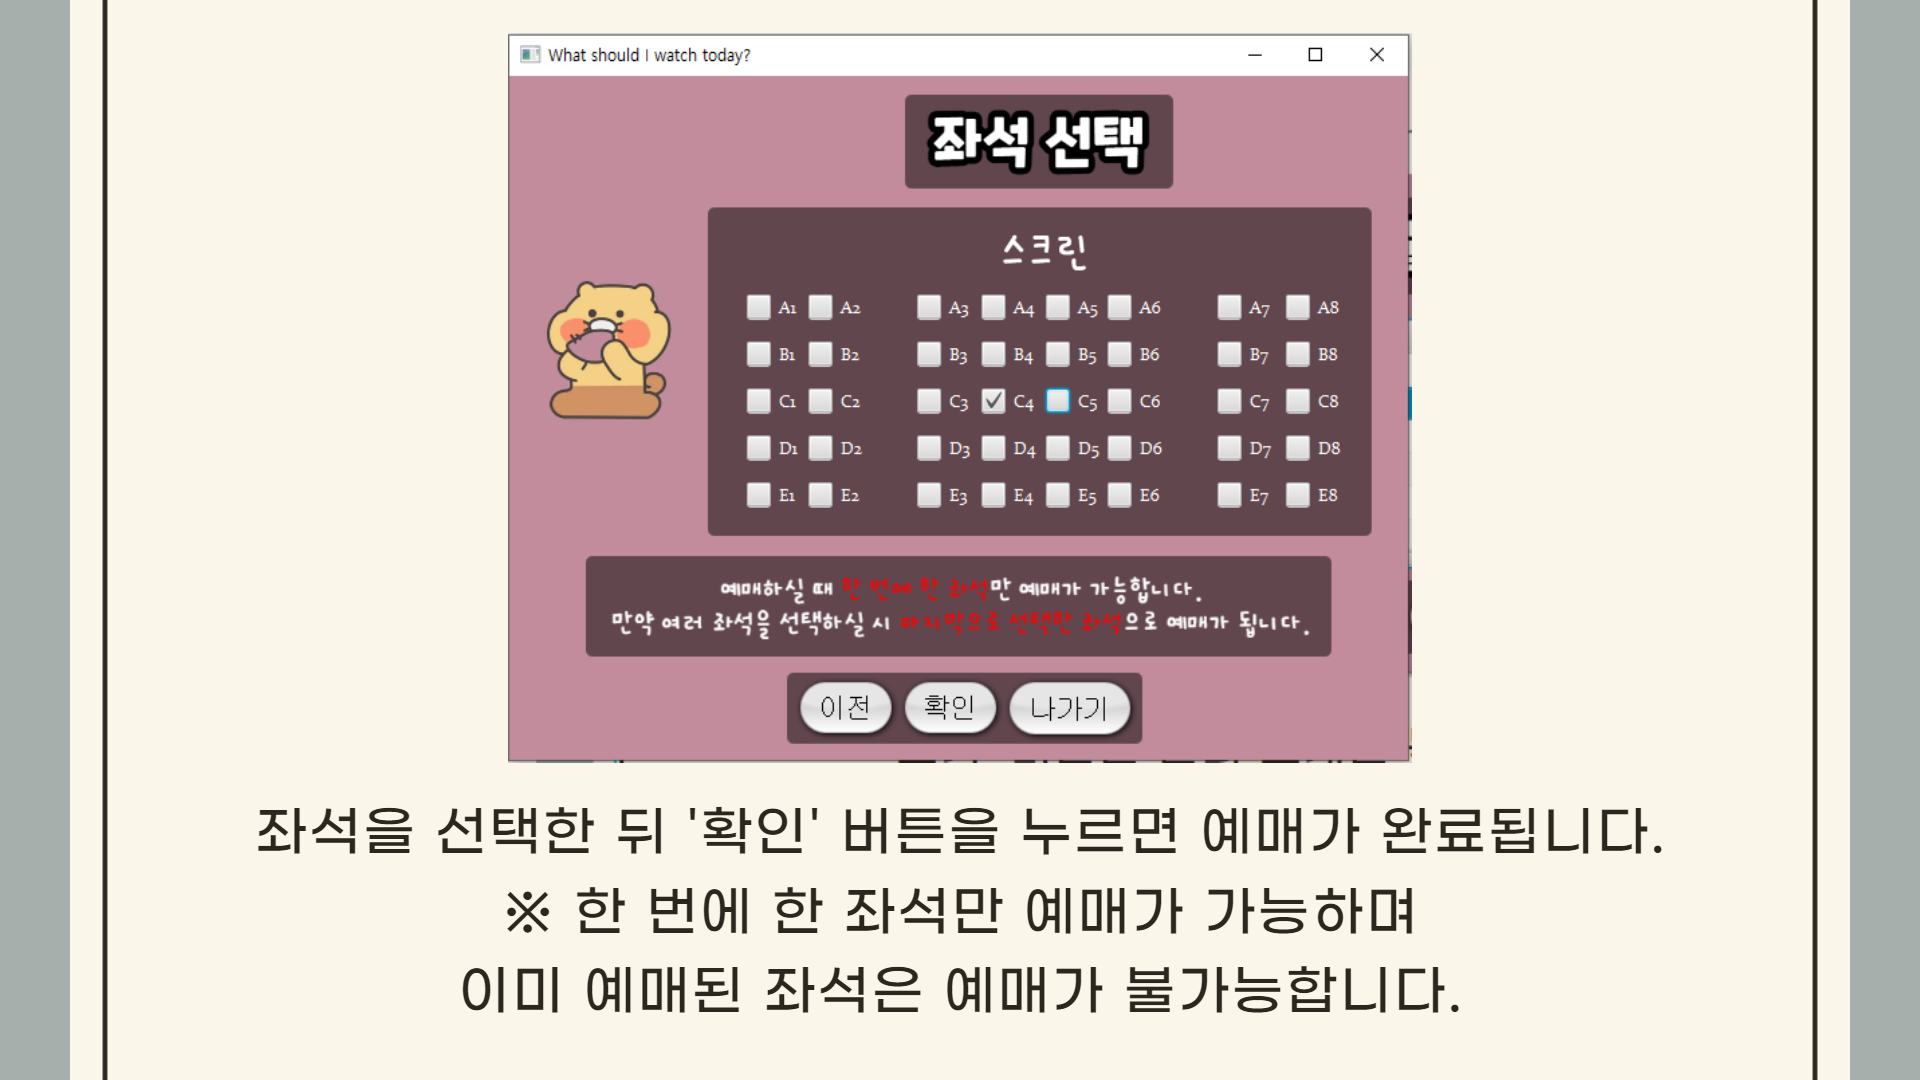 What should I watch today?
좌석 선택
스크린
A1 A2 A3 A4 A5 A6 A7 A8
B1 B2 B3 B4 B5 B6 B7 B8
C1 C2 C3 C4 C5 C6 C7 C8
D1 D2 D3 D4 D5 D6 D7 D8
E1 E2 E3 E4 E5 E6 E7 E8
예매하실 때 한 번에 한 좌석만 예매가 가능합니다.
만약 여러 좌석을 선택하실 시 마지막으로 선택한 좌석으로 예매가 됩니다.
이전 확인 나가기
좌석을 선택한 뒤 '확인' 버튼을 누르면 예매가 완료됩니다.
※ 한 번에 한 좌석만 예매가 가능하며
이미 예매된 좌석은 예매가 불가능합니다.